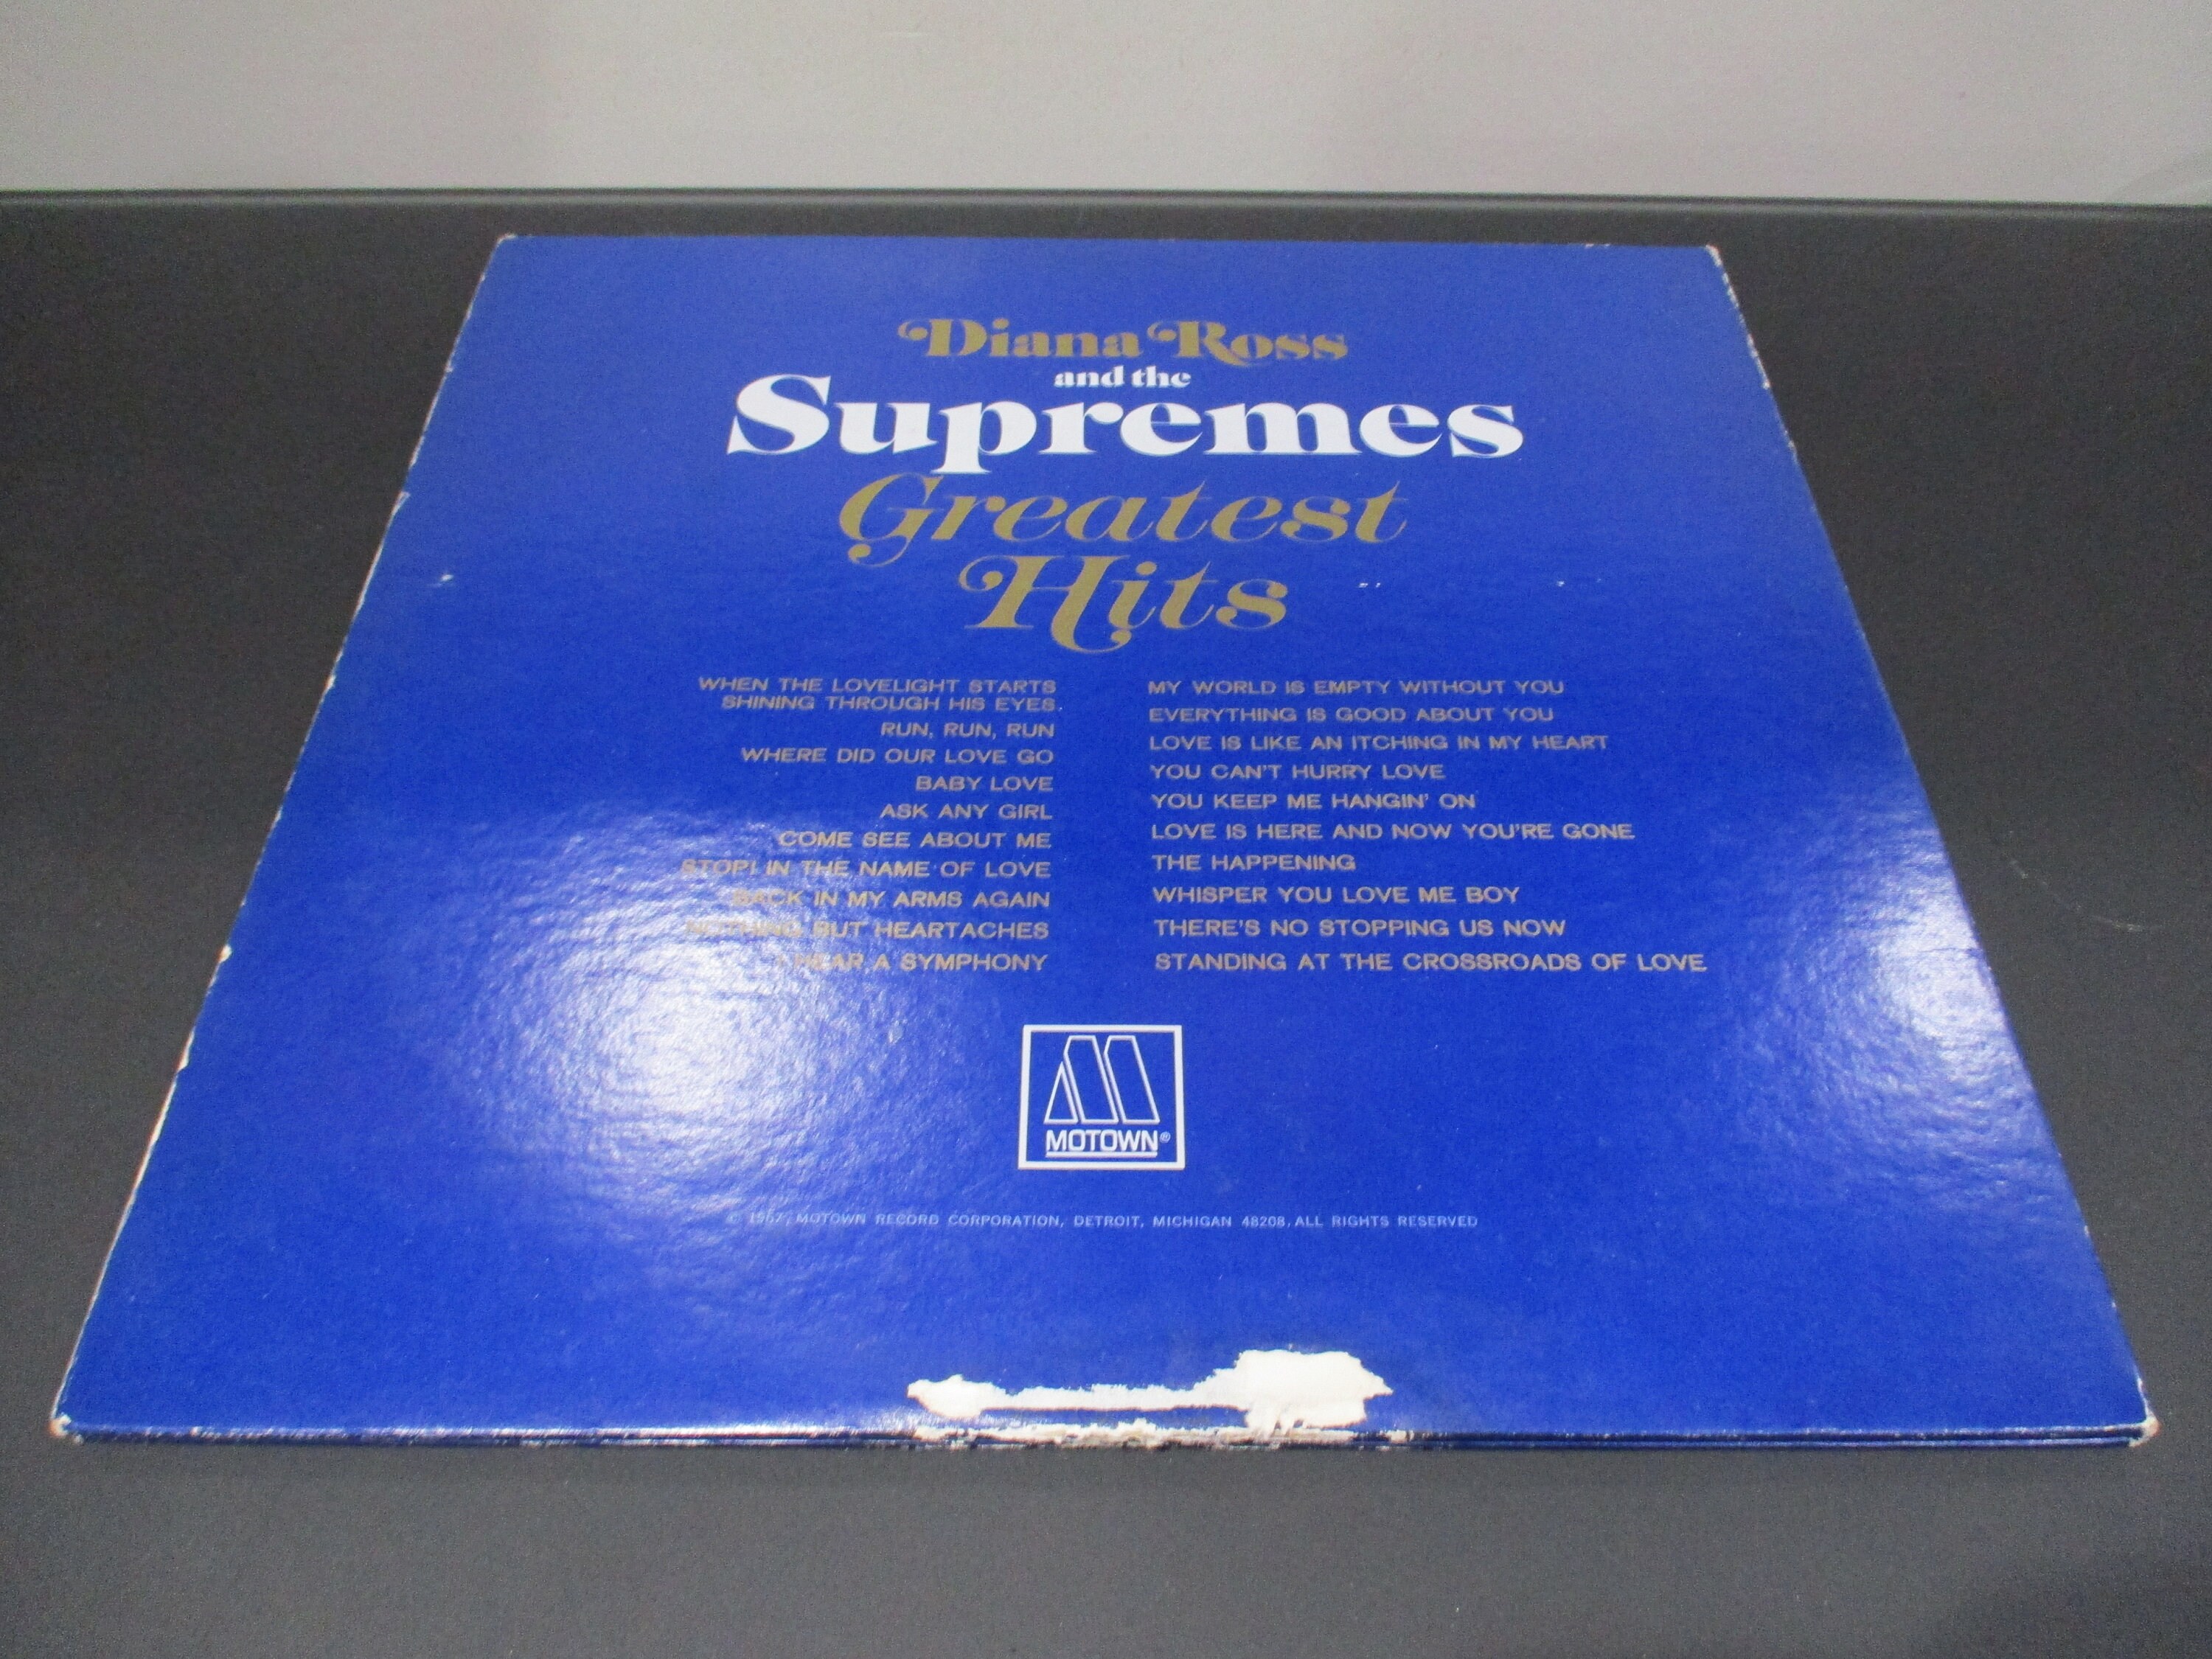 Diana Ross
and the
Supremes
Greatest
Hits
WHEN THE LOVELIGHT STARTS
SHINING THROUGH HIS EYES.
RUN, RUN, RUN
WHERE DID OUR LOVE GO
BABY LOVE
ASK ANY GIRL
COME SEE ABOUT ME
STOP! IN THE NAME OF LOVE
BACK IN MY ARMS AGAIN
NOTHING BUT HEARTACHES
I HEAR A SYMPHONY
MY WORLD IS EMPTY WITHOUT YOU
EVERYTHING IS GOOD ABOUT YOU
LOVE IS LIKE AN ITCHING IN MY HEART
YOU CAN'T HURRY LOVE
YOU KEEP ME HANGIN' ON
LOVE IS HERE AND NOW YOU'RE GONE
THE HAPPENING
WHISPER YOU LOVE ME BOY
THERE'S NO STOPPING US NOW
STANDING AT THE CROSSROADS OF LOVE
MOTOWN®
© 1967, MOTOWN RECORD CORPORATION, DETROIT, MICHIGAN 48208, ALL RIGHTS RESERVED